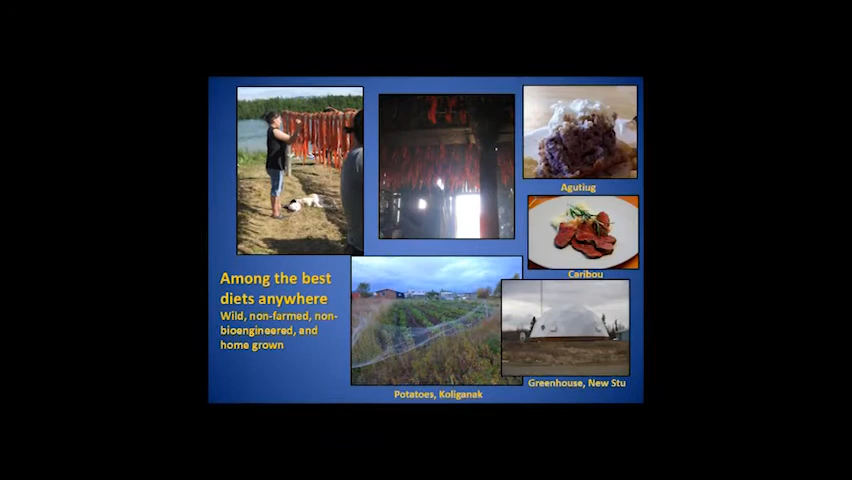 Agutiug
Caribou
Among the best
diets anywhere
Wild, non-farmed, non-
bioengineered, and
home grown
Greenhouse, New Stu
Potatoes, Koliganak